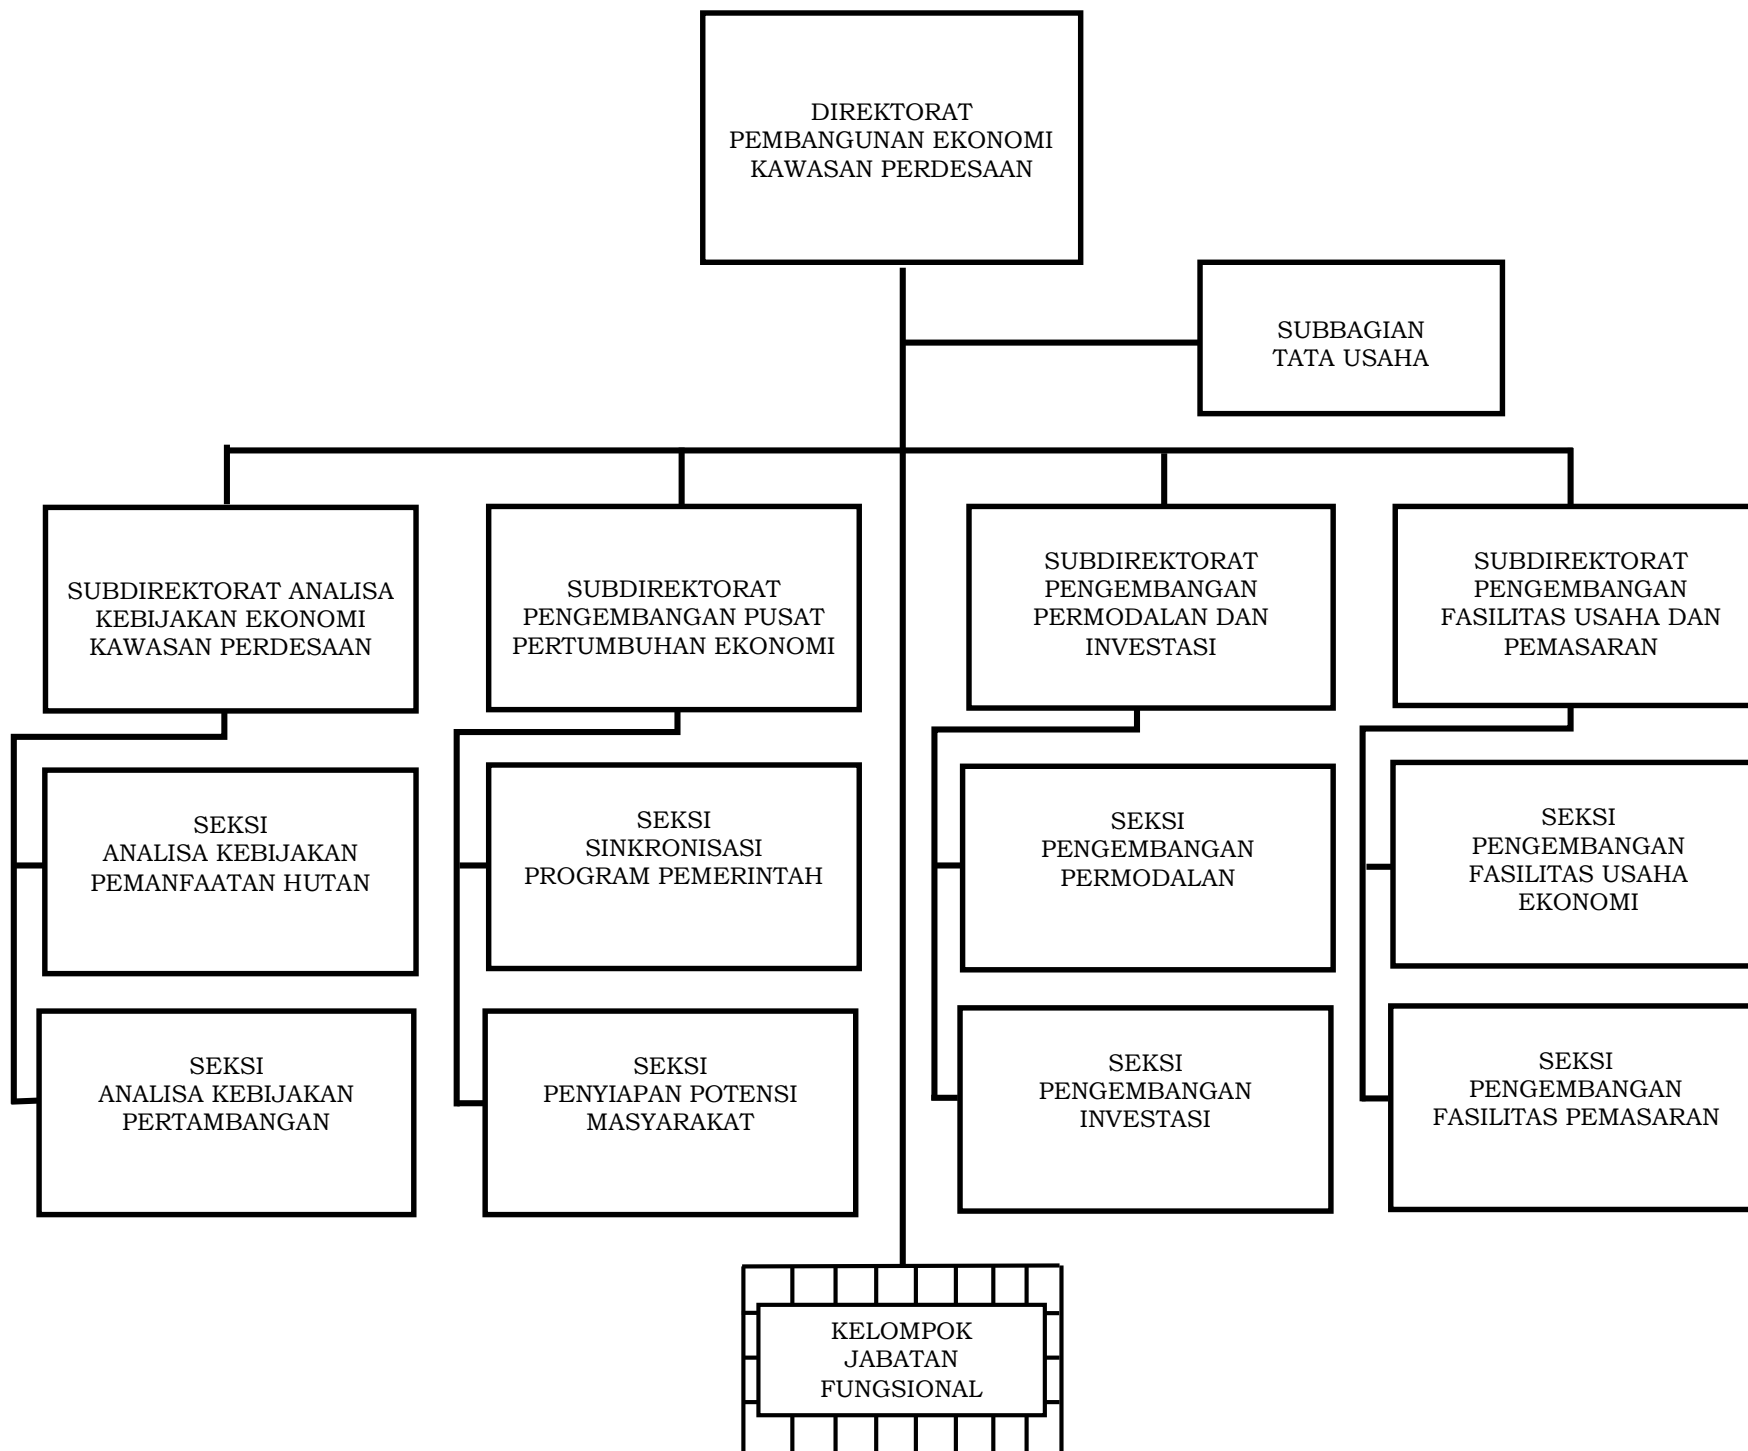 DIREKTORAT
PEMBANGUNAN EKONOMI
KAWASAN PERDESAAN
SUBBAGIAN
TATA USAHA
SUBDIREKTORAT ANALISA
KEBIJAKAN EKONOMI
KAWASAN PERDESAAN
SUBDIREKTORAT
PENGEMBANGAN PUSAT
PERTUMBUHAN EKONOMI
SUBDIREKTORAT
PENGEMBANGAN
PERMODALAN DAN
INVESTASI
SUBDIREKTORAT
PENGEMBANGAN
FASILITAS USAHA DAN
PEMASARAN
SEKSI
ANALISA KEBIJAKAN
PEMANFAATAN HUTAN
SEKSI
SINKRONISASI
PROGRAM PEMERINTAH
SEKSI
PENGEMBANGAN
PERMODALAN
SEKSI
PENGEMBANGAN
FASILITAS USAHA
EKONOMI
SEKSI
ANALISA KEBIJAKAN
PERTAMBANGAN
SEKSI
PENYIAPAN POTENSI
MASYARAKAT
SEKSI
PENGEMBANGAN
INVESTASI
SEKSI
PENGEMBANGAN
FASILITAS PEMASARAN
KELOMPOK
JABATAN
FUNGSIONAL